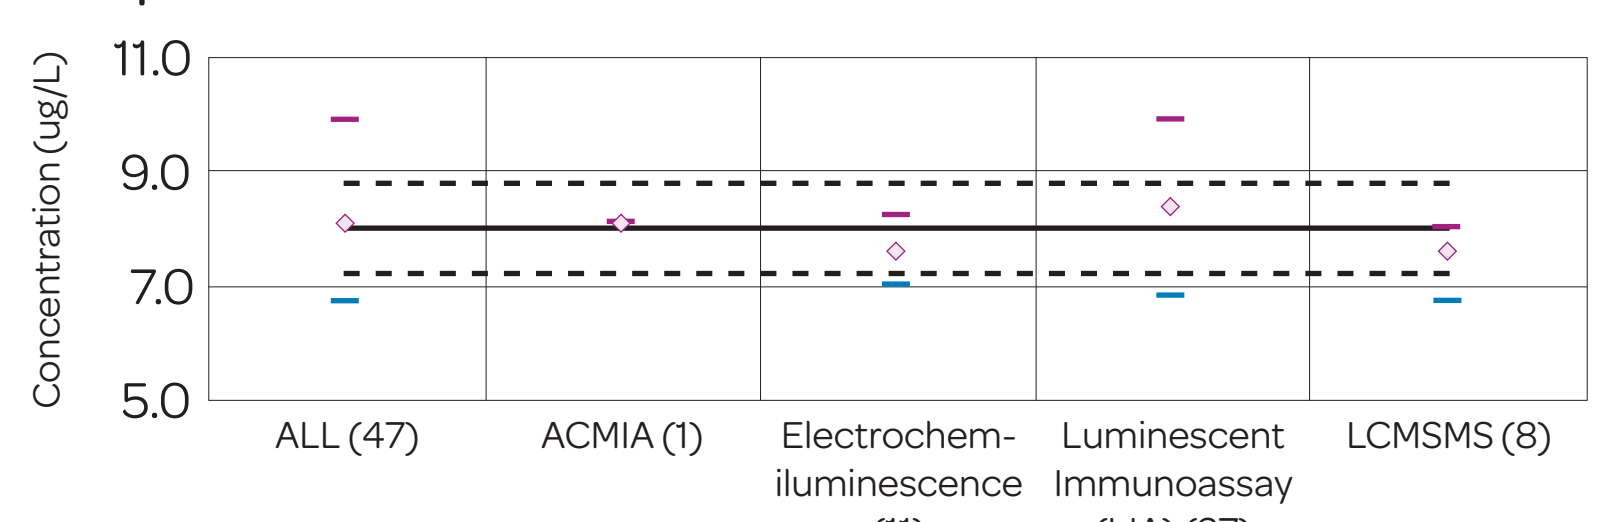 Concentration (ug/L)
11.0
9.0
7.0
5.0
ALL (47)
ACMIA (1)
Electrochem-
iluminescence
(11)
Luminescent
Immunoassay
LCMSMS (8)